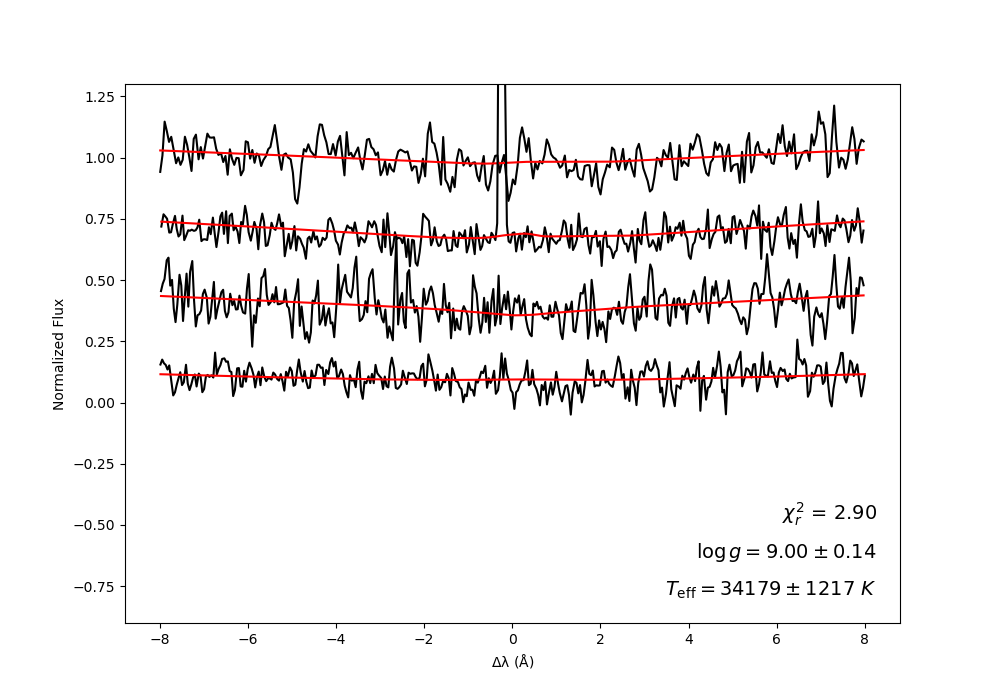 1.25
1.00
0.75
0.50
0.25
0.00
−0.25
−0.50
−0.75
Normalized Flux
χ²ᵣ = 2.90
log g = 9.00 ± 0.14
T_eff = 34179 ± 1217 K
−8 −6 −4 −2 0 2 4 6 8
Δλ (Å)